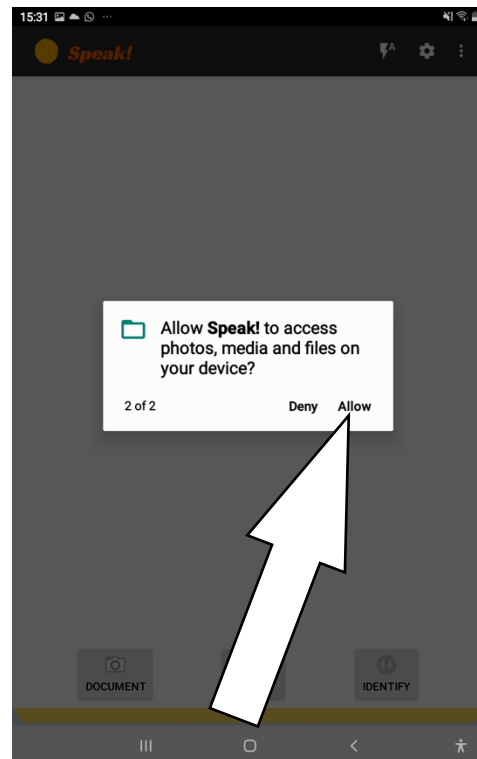 15:31
Speak!
A
Allow Speak! to access
photos, media and files on
your device?
2 of 2 Deny Allow
DOCUMENT IDENTIFY